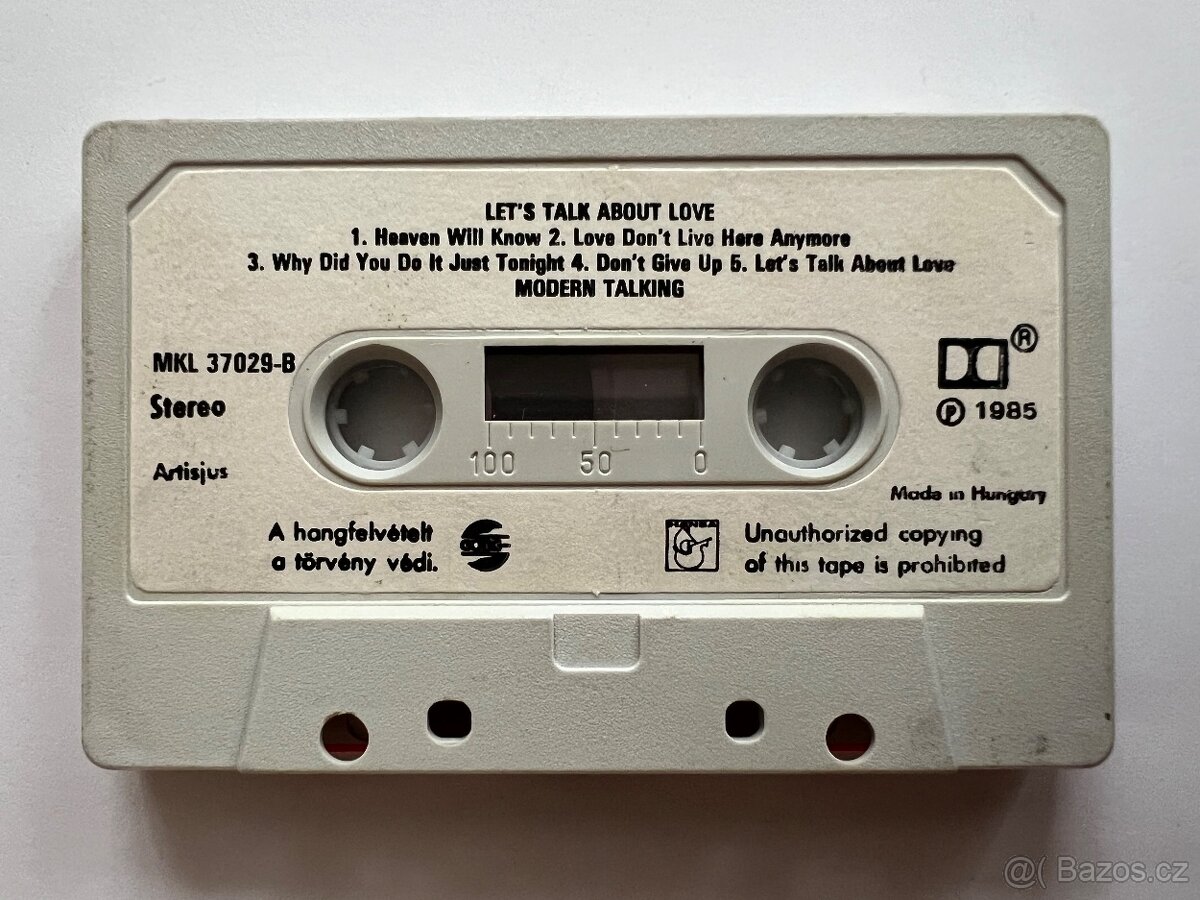 LET'S TALK ABOUT LOVE
1. Heaven Will Know 2. Love Don't Live Here Anymore
3. Why Did You Do It Just Tonight 4. Don't Give Up 5. Let's Talk About Love
MODERN TALKING
MKL 37029-B
Stereo
Artisjus
®
℗ 1985
100 50 0
Made in Hungary
A hangfelvételt
a törvény védi.
Unauthorized copying
of this tape is prohibited
@( Bazos.cz